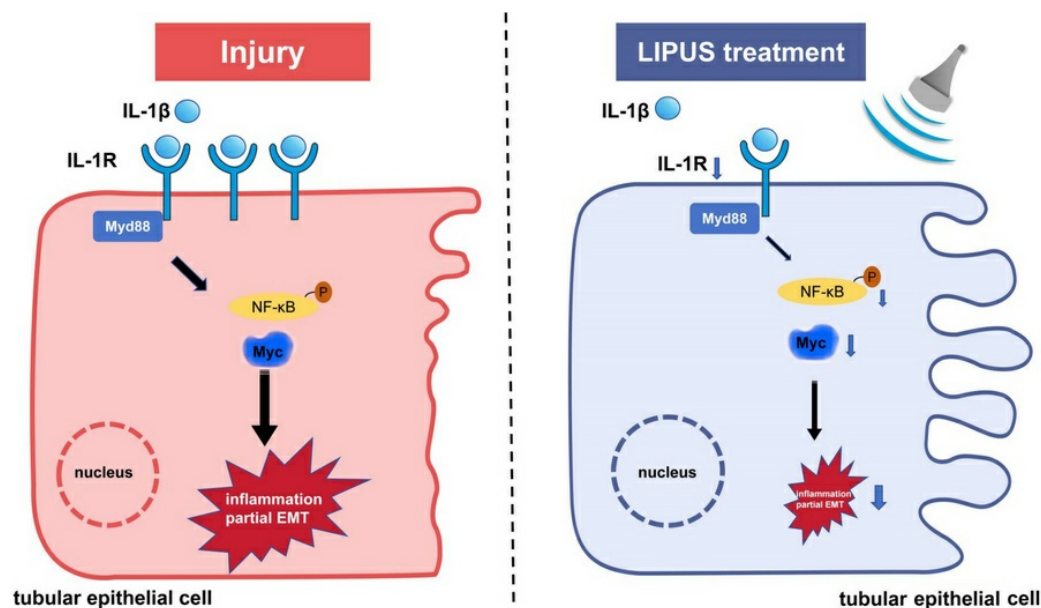 Injury
IL-1β
IL-1R
Myd88
P
NF-κB
Myc
nucleus
inflammation
partial EMT
tubular epithelial cell
LIPUS treatment
IL-1β
IL-1R
Myd88
P
NF-κB
Myc
nucleus
inflammation
partial EMT
tubular epithelial cell